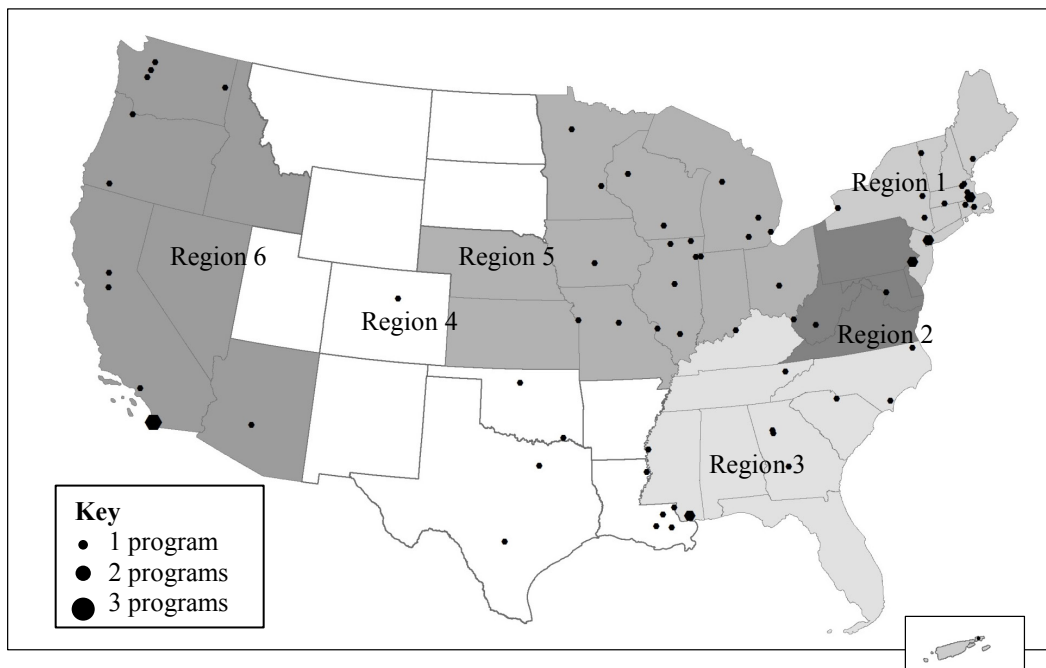 Region 1
Region 6
Region 5
Region 4
Region 2
Region 3
Key
1 program
2 programs
3 programs